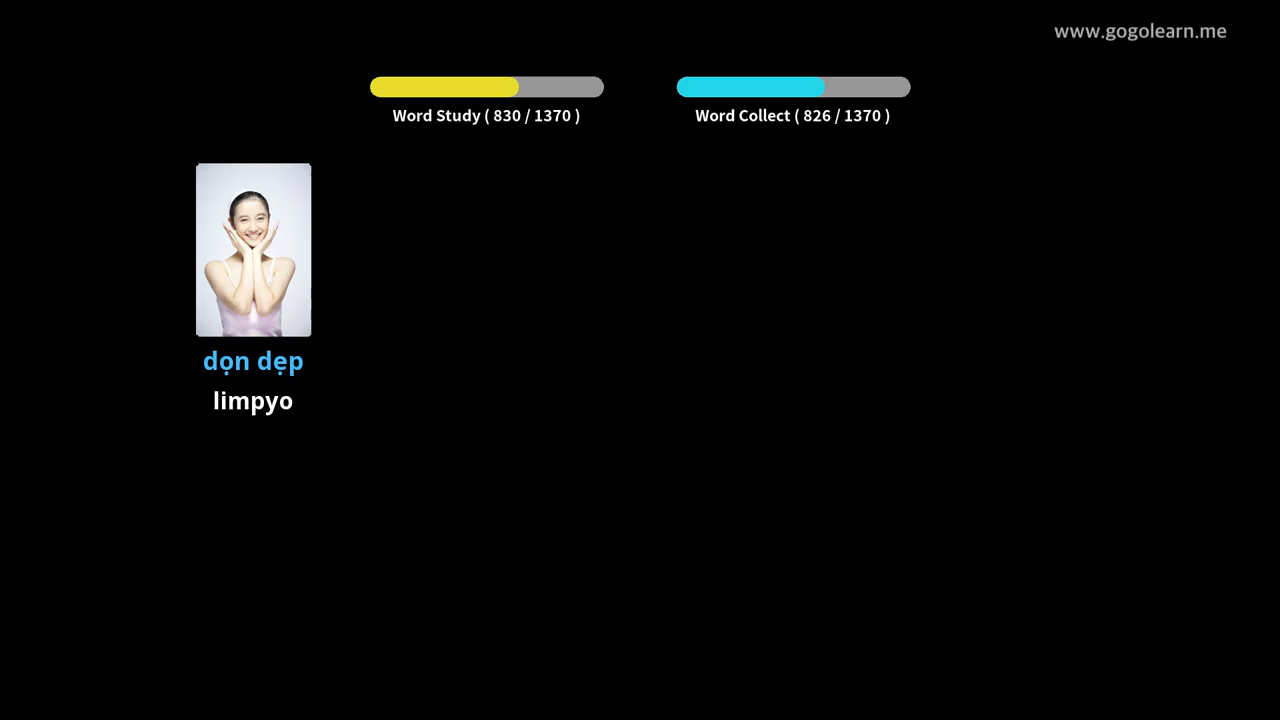 www.gogolearn.me
Word Study ( 830 / 1370 )
Word Collect ( 826 / 1370 )
dọn dẹp
limpyo